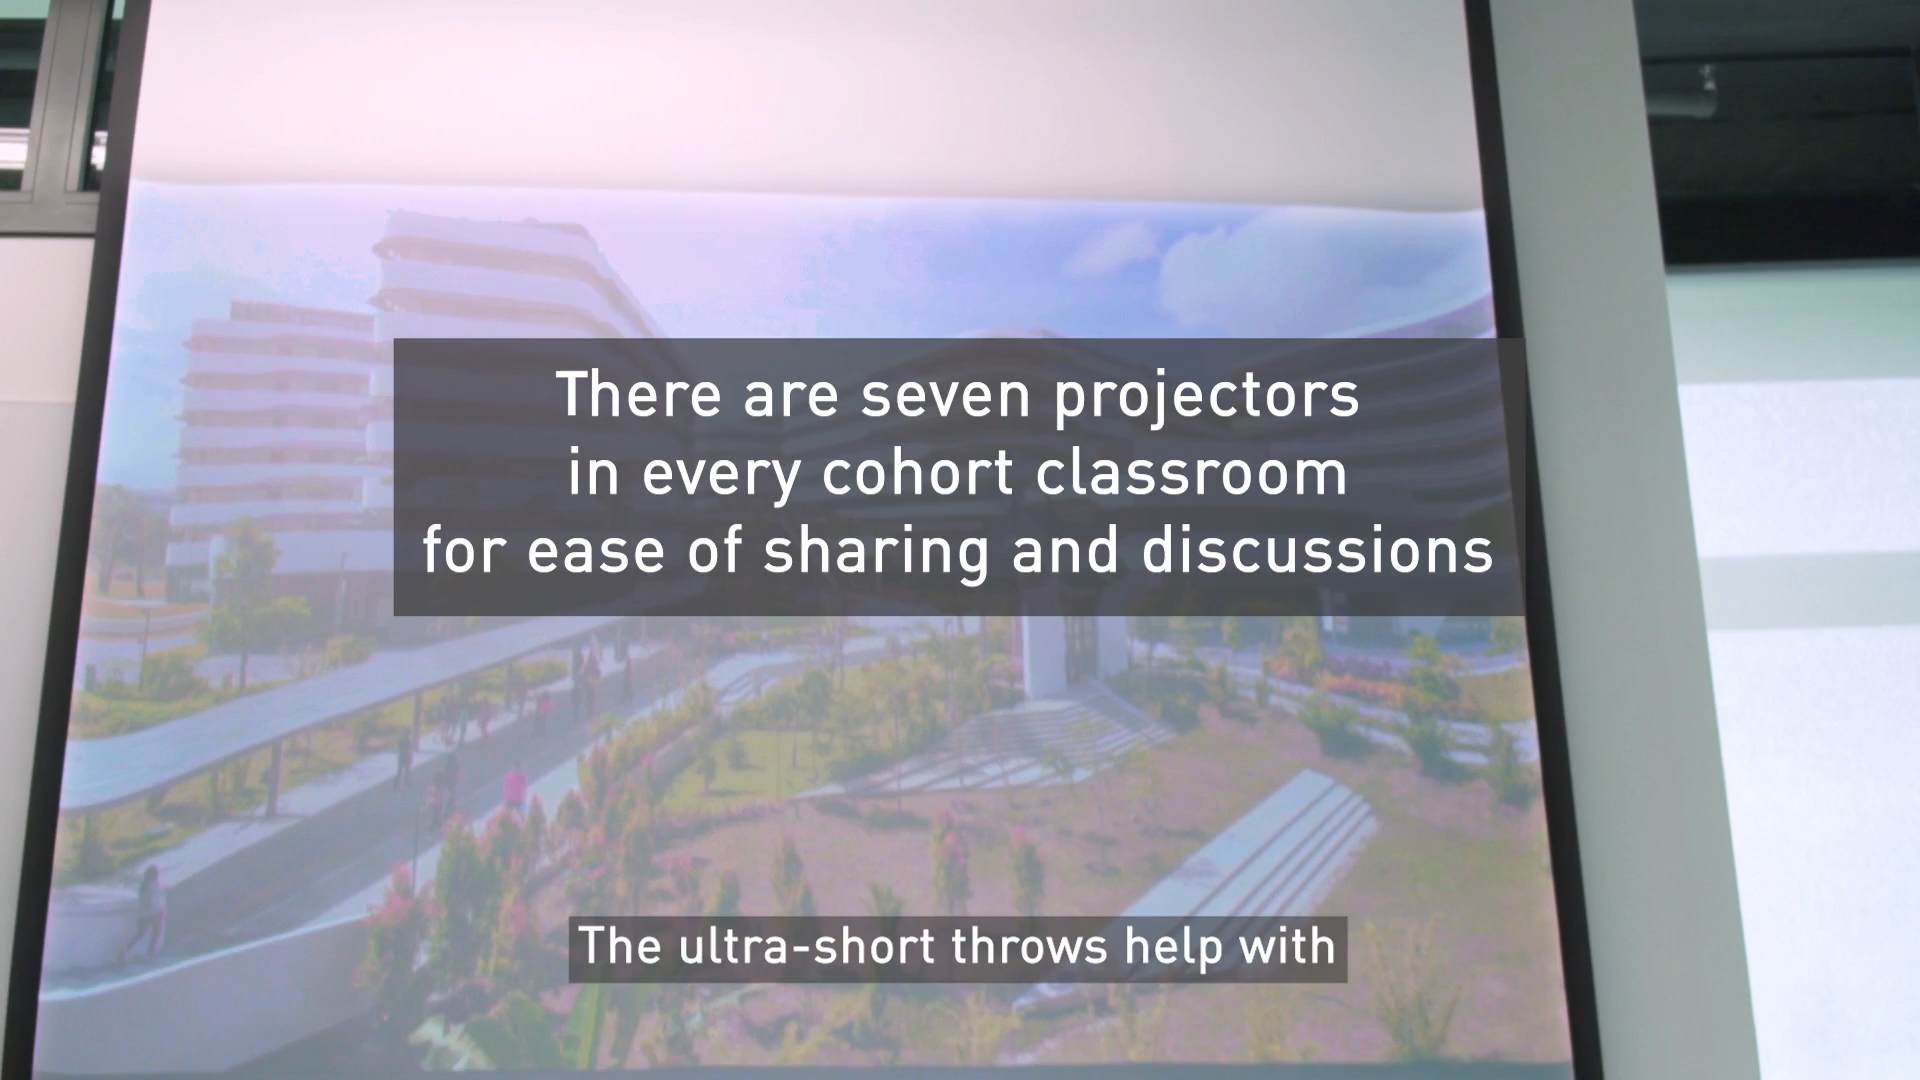 There are seven projectors
in every cohort classroom
for ease of sharing and discussions
The ultra-short throws help with